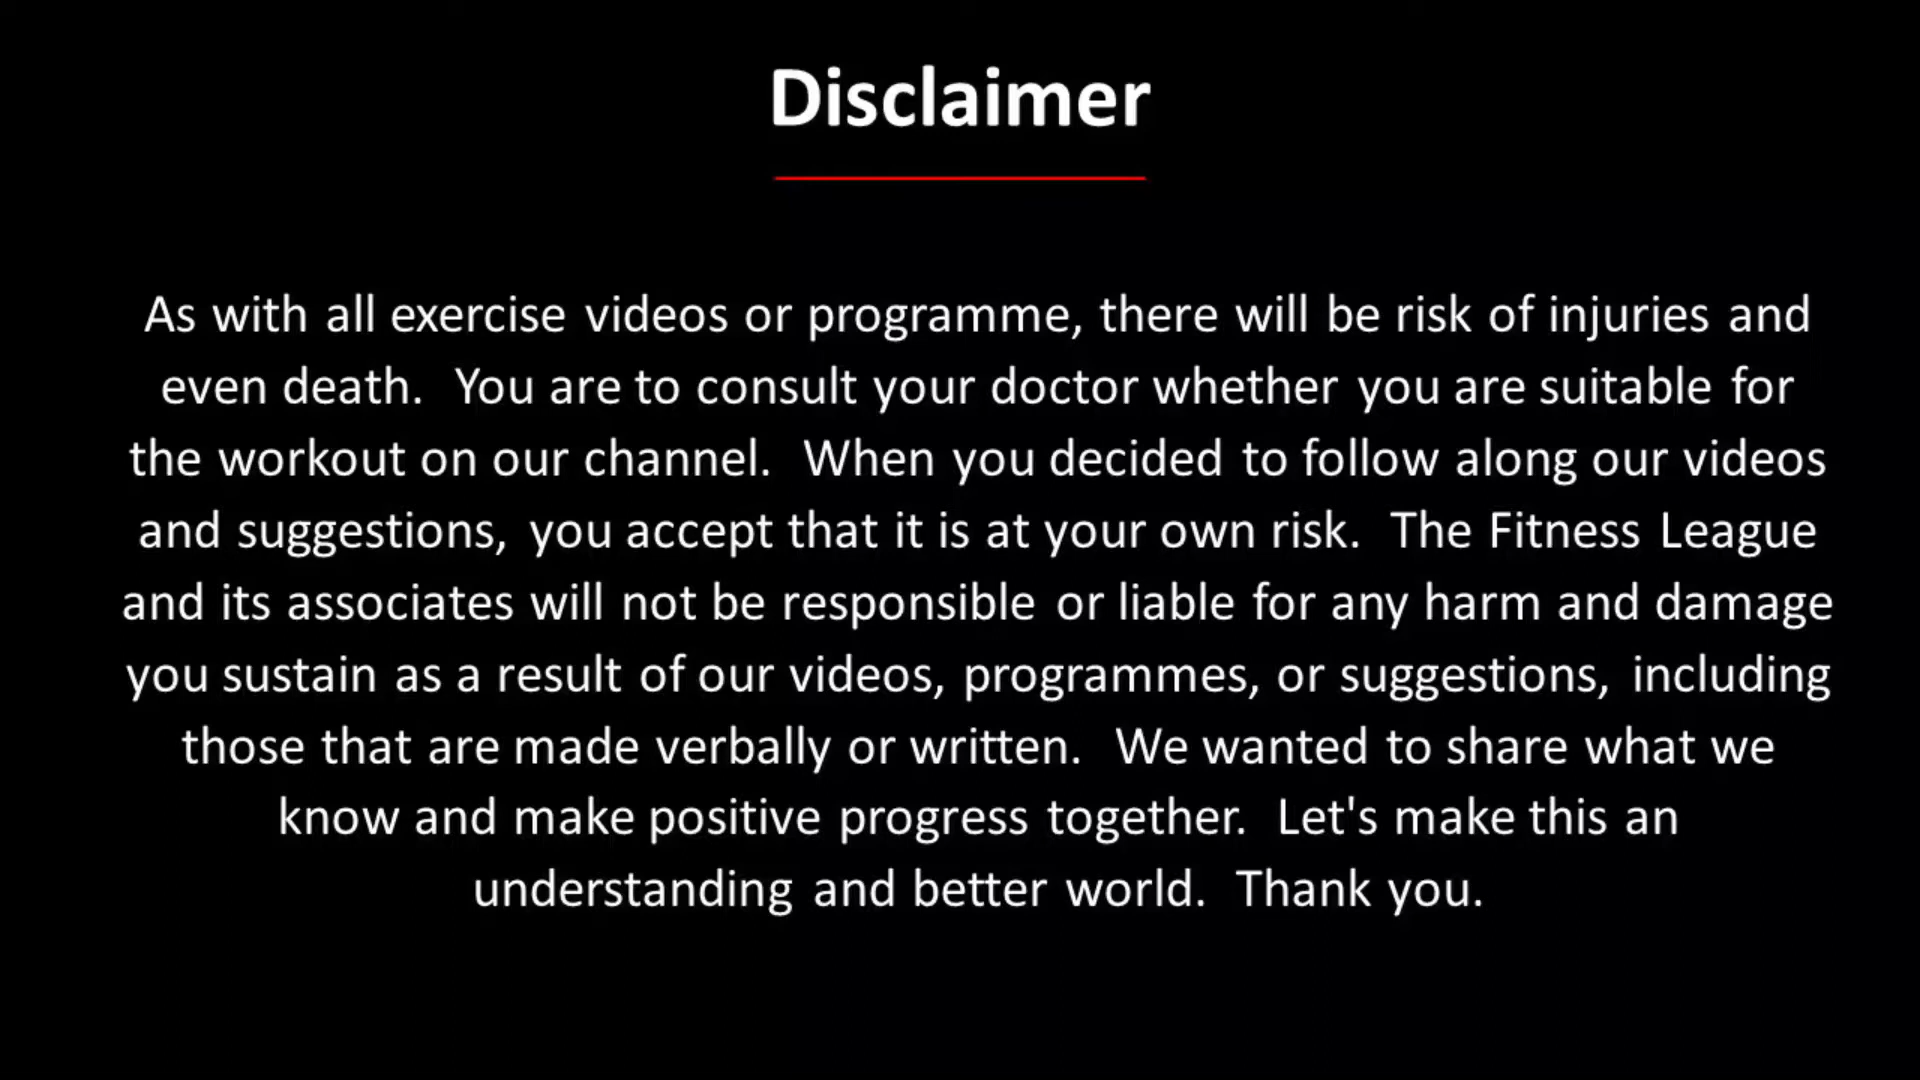 Disclaimer
As with all exercise videos or programme, there will be risk of injuries and
even death.  You are to consult your doctor whether you are suitable for
the workout on our channel.  When you decided to follow along our videos
and suggestions, you accept that it is at your own risk.  The Fitness League
and its associates will not be responsible or liable for any harm and damage
you sustain as a result of our videos, programmes, or suggestions, including
those that are made verbally or written.  We wanted to share what we
know and make positive progress together.  Let's make this an
understanding and better world.  Thank you.